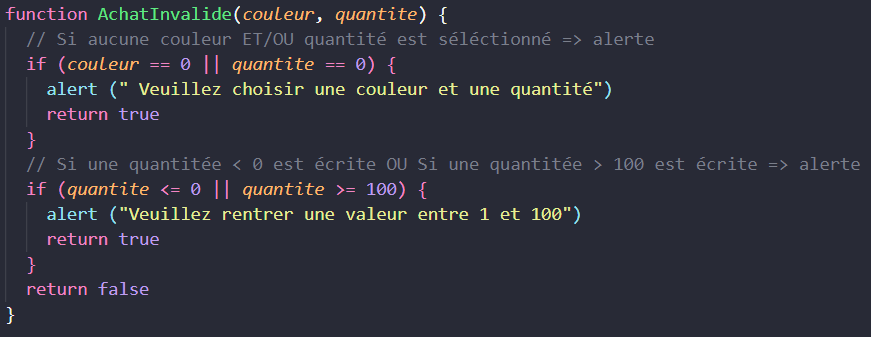 function AchatInvalide(couleur, quantite) {
  // Si aucune couleur ET/OU quantité est séléctionné => alerte
  if (couleur == 0 || quantite == 0) {
    alert (" Veuillez choisir une couleur et une quantité")
    return true
  }
  // Si une quantitée < 0 est écrite OU Si une quantitée > 100 est écrite => alerte
  if (quantite <= 0 || quantite >= 100) {
    alert ("Veuillez rentrer une valeur entre 1 et 100")
    return true
  }
  return false
}